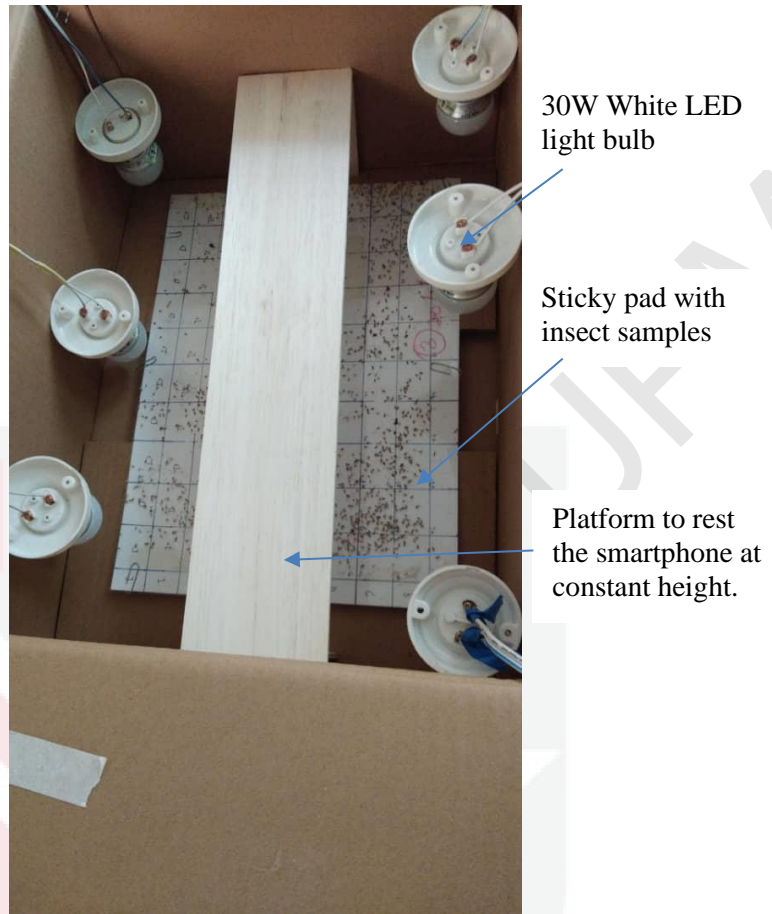 30W White LED
light bulb
Sticky pad with
insect samples
Platform to rest
the smartphone at
constant height.